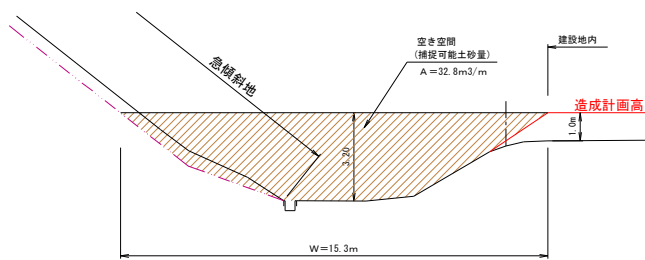 空き空間
(捕捉可能土砂量)
A=32.8m3/m
建設地内
急傾斜地
造成計画高
1.0m
3.20
W=15.3m